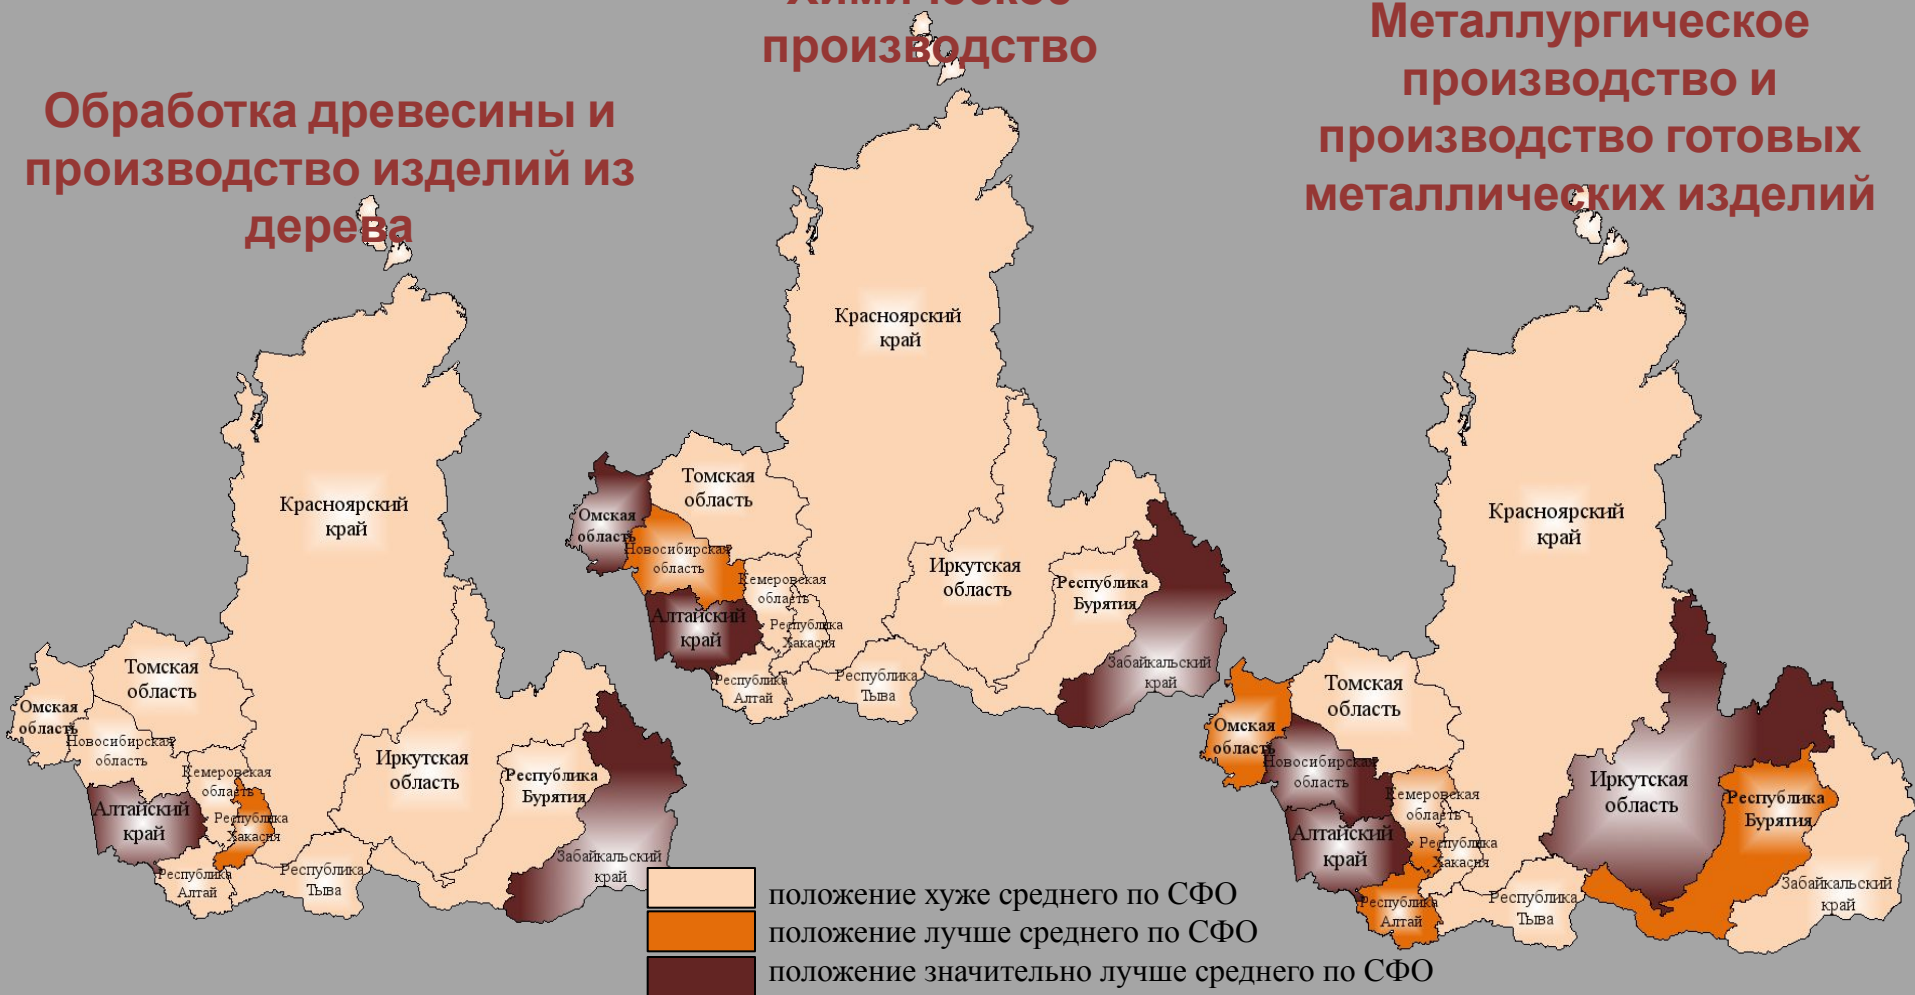 Обработка древесины и
производство изделий из
дерева
Красноярский
край
Томская
область
Омская
область
Новосибирская
область
Кемеровская
область
Алтайский
край
Республика
Хакасия
Республика
Алтай
Республика
Тыва
Иркутская
область
Республика
Бурятия
Забайкальский
край
Химическое
производство
Красноярский
край
Томская
область
Омская
область
Новосибирская
область
Кемеровская
область
Алтайский
край
Республика
Хакасия
Республика
Алтай
Республика
Тыва
Иркутская
область
Республика
Бурятия
Забайкальский
край
Металлургическое
производство и
производство готовых
металлических изделий
Красноярский
край
Томская
область
Омская
область
Новосибирская
область
Кемеровская
область
Алтайский
край
Республика
Хакасия
Республика
Алтай
Республика
Тыва
Иркутская
область
Республика
Бурятия
Забайкальский
край
положение хуже среднего по СФО
положение лучше среднего по СФО
положение значительно лучше среднего по СФО